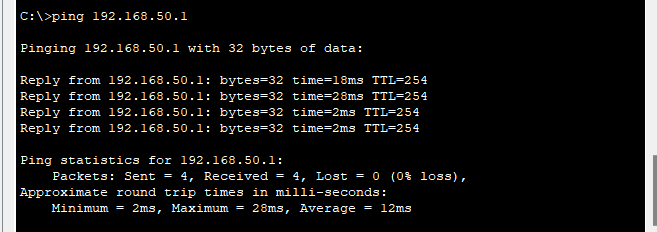 C:\>ping 192.168.50.1
Pinging 192.168.50.1 with 32 bytes of data:
Reply from 192.168.50.1: bytes=32 time=18ms TTL=254
Reply from 192.168.50.1: bytes=32 time=28ms TTL=254
Reply from 192.168.50.1: bytes=32 time=2ms TTL=254
Reply from 192.168.50.1: bytes=32 time=2ms TTL=254
Ping statistics for 192.168.50.1:
Packets: Sent = 4, Received = 4, Lost = 0 (0% loss),
Approximate round trip times in milli-seconds:
Minimum = 2ms, Maximum = 28ms, Average = 12ms